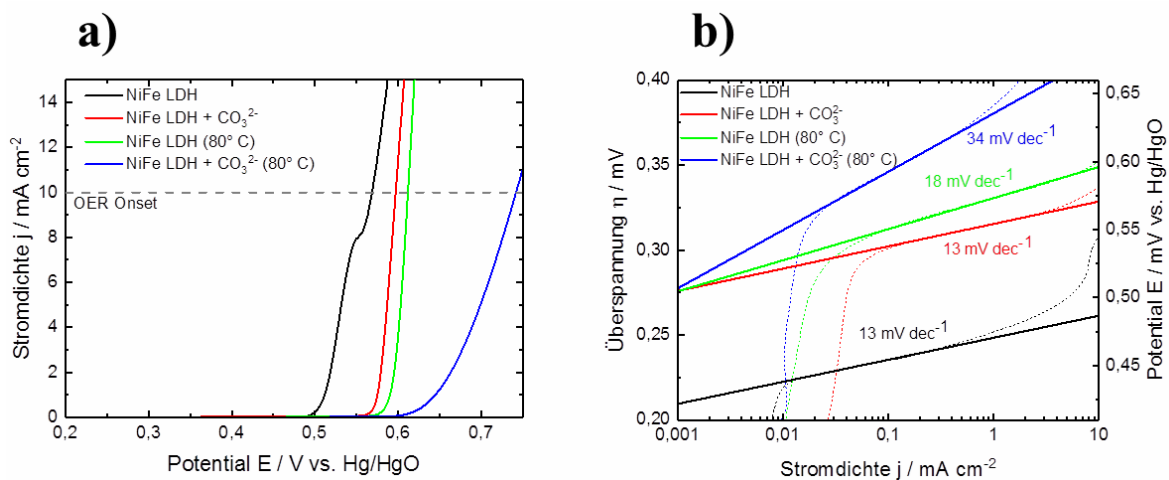 a)
NiFe LDH
NiFe LDH + CO₃²⁻
NiFe LDH (80° C)
NiFe LDH + CO₃²⁻ (80° C)
OER Onset
Stromdichte j / mA cm⁻²
14
12
10
8
6
4
2
0
0,2
0,3
0,4
0,5
0,6
0,7
Potential E / V vs. Hg/HgO
b)
NiFe LDH
NiFe LDH + CO₃²⁻
NiFe LDH (80° C)
NiFe LDH + CO₃²⁻ (80° C)
34 mV dec⁻¹
18 mV dec⁻¹
13 mV dec⁻¹
13 mV dec⁻¹
Überspannung η / mV
0,40
0,35
0,30
0,25
0,20
0,65
0,60
0,55
0,50
0,45
Potential E / mV vs. Hg/HgO
0,001
0,01
0,1
1
10
Stromdichte j / mA cm⁻²